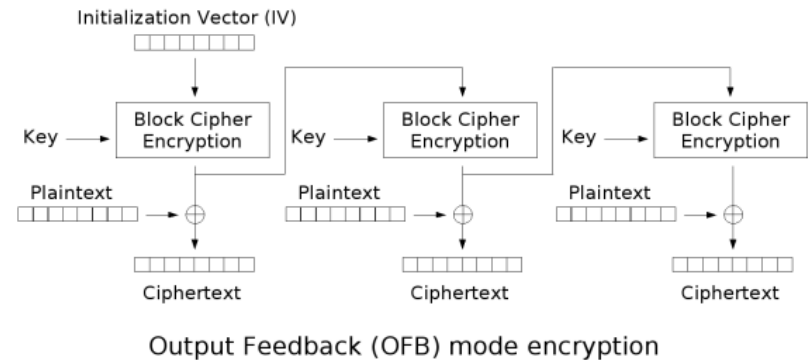 Initialization Vector (IV)
Block Cipher
Encryption
Key
Block Cipher
Encryption
Key
Block Cipher
Encryption
Key
Plaintext
Plaintext
Plaintext
Ciphertext
Ciphertext
Ciphertext
Output Feedback (OFB) mode encryption